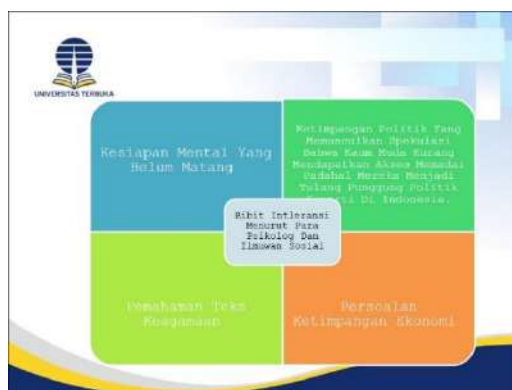 UNIVERSITAS TERBUKA
Kesiapan Mental Yang
Belum Matang
Ketimpangan Politik Yang
Memunculkan Spekulasi
Bahwa Kaum Muda Kurang
Mendapatkan Akses Memadai
Padahal Mereka Menjadi
Tulang Punggung Politik
Di Indonesia.
Bibit Intleransi
Menurut Para
Psikolog Dan
Ilmuwan Sosial
Pemahaman Teks
Keagamaan
Persoalan
Ketimpangan Ekonomi